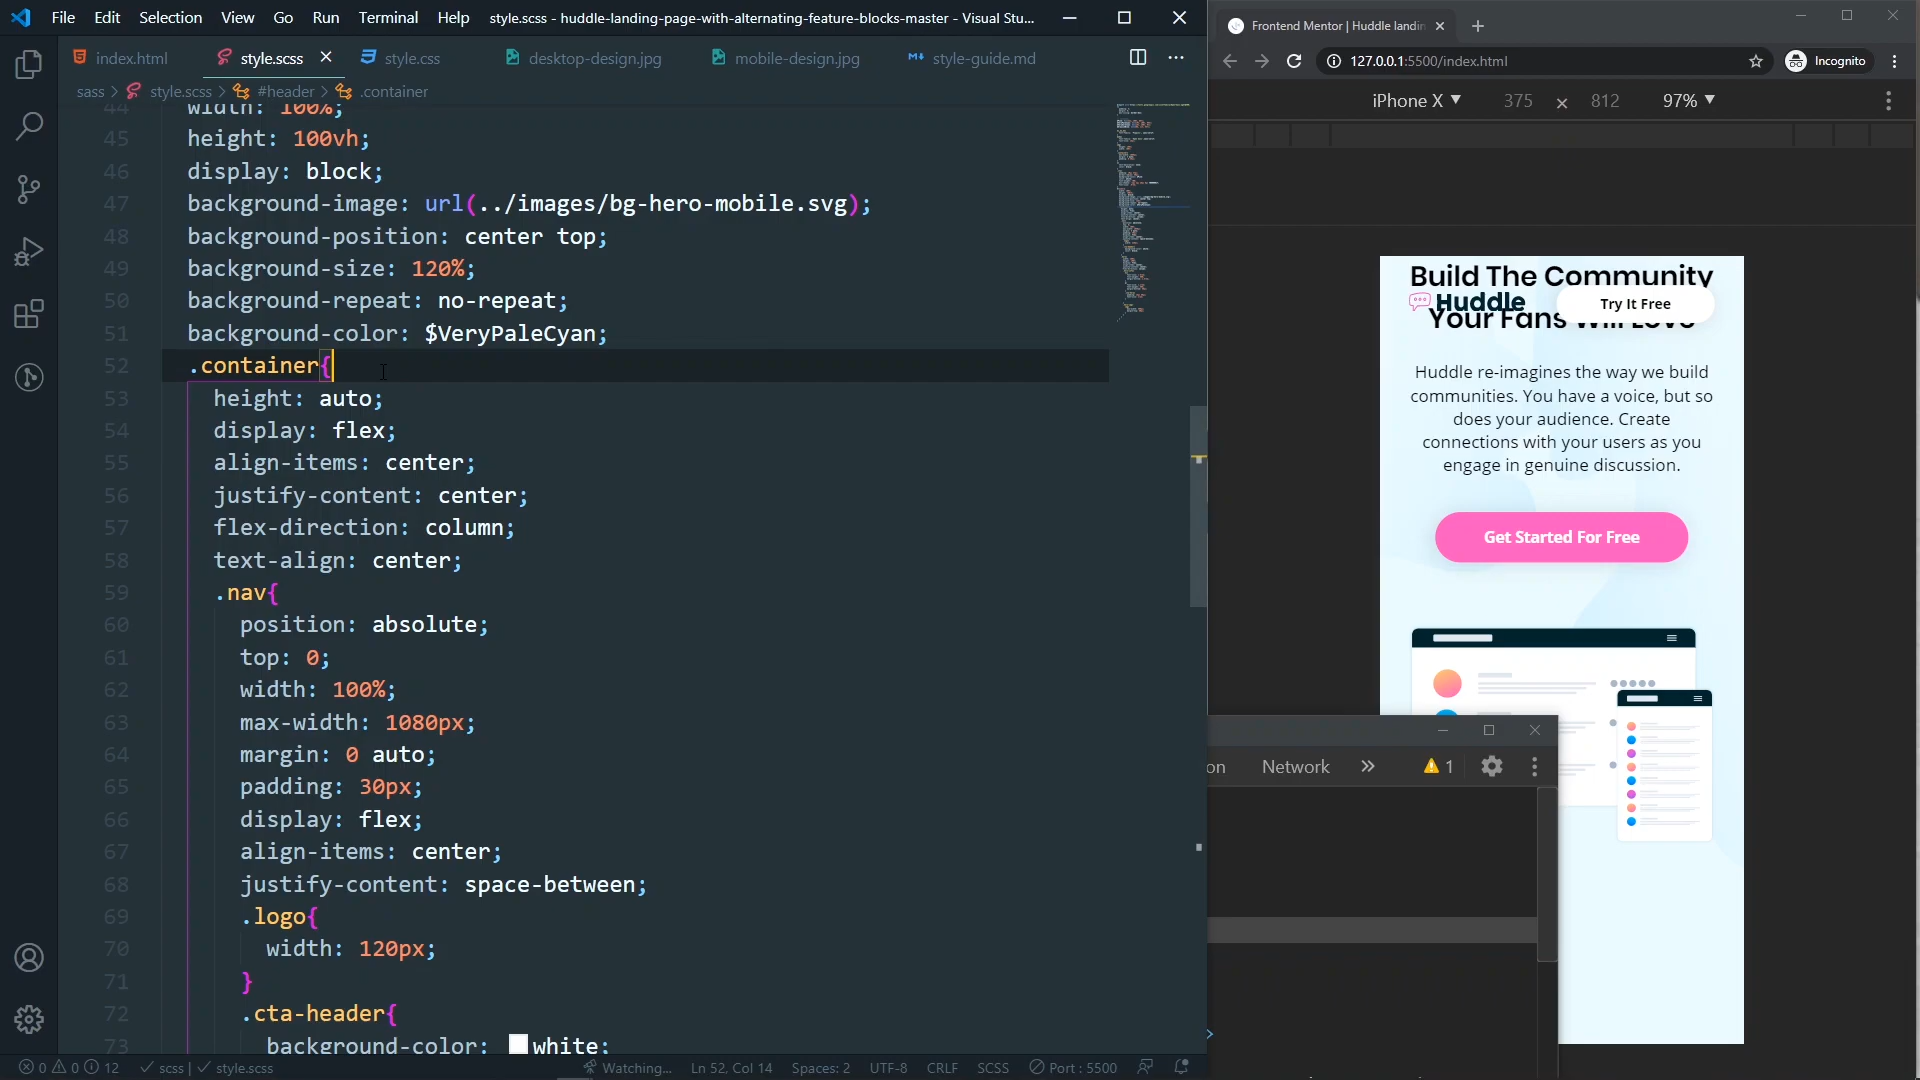 File Edit Selection View Go Run Terminal Help style.scss - huddle-landing-page-with-alternating-feature-blocks-master - Visual Stu...
index.html style.scss style.css desktop-design.jpg mobile-design.jpg style-guide.md
sass > style.scss > #header > .container
44 width: 100%;
45 height: 100vh;
46 display: block;
47 background-image: url(../images/bg-hero-mobile.svg);
48 background-position: center top;
49 background-size: 120%;
50 background-repeat: no-repeat;
51 background-color: $VeryPaleCyan;
52 .container{
53 height: auto;
54 display: flex;
55 align-items: center;
56 justify-content: center;
57 flex-direction: column;
58 text-align: center;
59 .nav{
60 position: absolute;
61 top: 0;
62 width: 100%;
63 max-width: 1080px;
64 margin: 0 auto;
65 padding: 30px;
66 display: flex;
67 align-items: center;
68 justify-content: space-between;
69 .logo{
70 width: 120px;
71 }
72 .cta-header{
73 background-color: white;
0 0 12 scss | style.scss Watching... Ln 52, Col 14 Spaces: 2 UTF-8 CRLF SCSS Port : 5500
Frontend Mentor | Huddle landin
127.0.0.1:5500/index.html Incognito
iPhone X 375 x 812 97%
Build The Community
Huddle Try It Free
Your Fans Will Love
Huddle re-imagines the way we build
communities. You have a voice, but so
does your audience. Create
connections with your users as you
engage in genuine discussion.
Get Started For Free
on Network 1